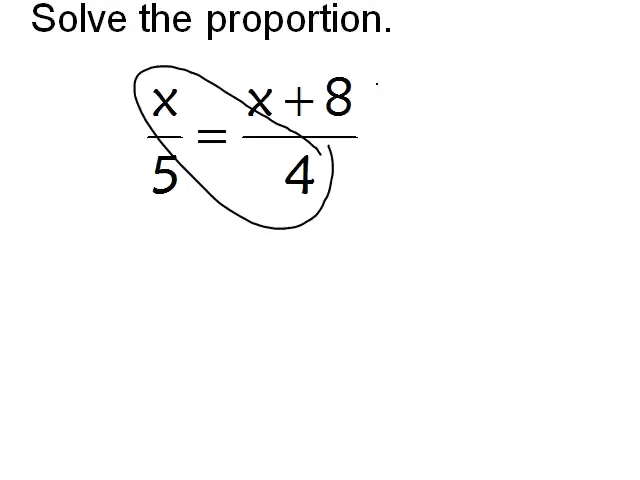 Solve the proportion.
x/5 = x+8/4